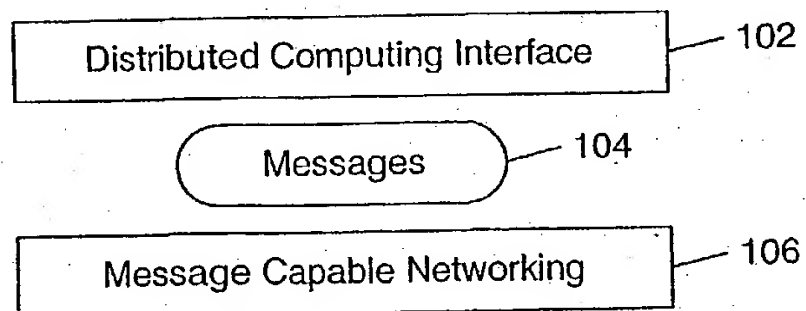 Distributed Computing Interface 102
Messages 104
Message Capable Networking 106